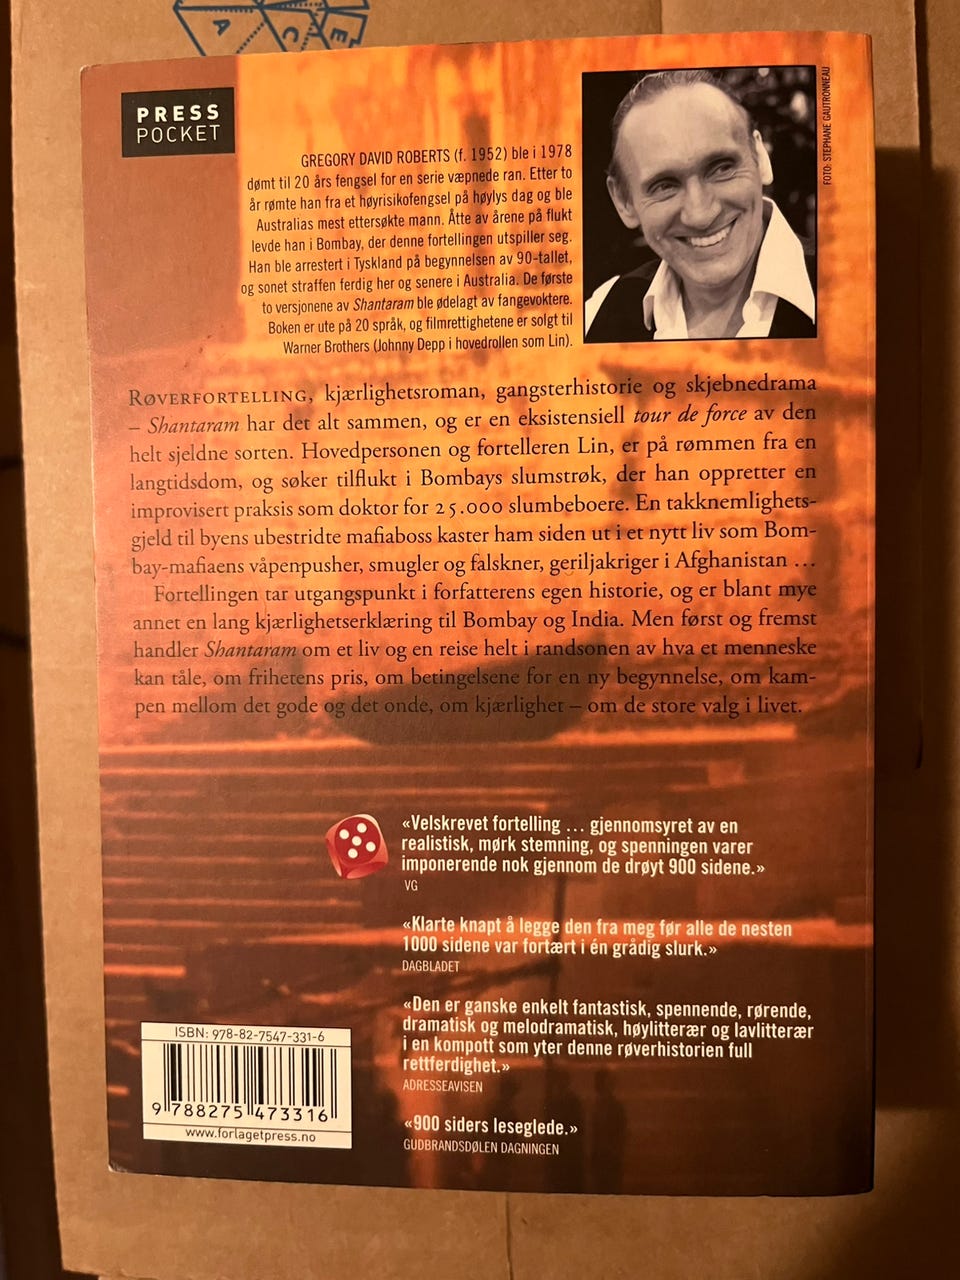 A
C
E
PRESS
POCKET
GREGORY DAVID ROBERTS (f. 1952) ble i 1978
dømt til 20 års fengsel for en serie væpnede ran. Etter to
år rømte han fra et høyrisikofengsel på høylys dag og ble
Australias mest ettersøkte mann. Åtte av årene på flukt
levde han i Bombay, der denne fortellingen utspiller seg.
Han ble arrestert i Tyskland på begynnelsen av 90-tallet,
og sonet straffen ferdig her og senere i Australia. De første
to versjonene av Shantaram ble ødelagt av fangevoktere.
Boken er ute på 20 språk, og filmrettighetene er solgt til
Warner Brothers (Johnny Depp i hovedrollen som Lin).
FOTO: STEPHANE GAUTRONNEAU
RØVERFORTELLING, kjærlighetsroman, gangsterhistorie og skjebnedrama
– Shantaram har det alt sammen, og er en eksistensiell tour de force av den
helt sjeldne sorten. Hovedpersonen og fortelleren Lin, er på rømmen fra en
langtidsdom, og søker tilflukt i Bombays slumstrøk, der han oppretter en
improvisert praksis som doktor for 25.000 slumbeboere. En takknemlighets-
gjeld til byens ubestridte mafiaboss kaster ham siden ut i et nytt liv som Bom-
bay-mafiaens våpenpusher, smugler og falskner, geriljakriger i Afghanistan …
Fortellingen tar utgangspunkt i forfatterens egen historie, og er blant mye
annet en lang kjærlighetserklæring til Bombay og India. Men først og fremst
handler Shantaram om et liv og en reise helt i randsonen av hva et menneske
kan tåle, om frihetens pris, om betingelsene for en ny begynnelse, om kam-
pen mellom det gode og det onde, om kjærlighet – om de store valg i livet.
«Velskrevet fortelling … gjennomsyret av en
realistisk, mørk stemning, og spenningen varer
imponerende nok gjennom de drøyt 900 sidene.»
VG
«Klarte knapt å legge den fra meg før alle de nesten
1000 sidene var fortært i én grådig slurk.»
DAGBLADET
«Den er ganske enkelt fantastisk, spennende, rørende,
dramatisk og melodramatisk, høylitterær og lavlitterær
i en kompott som yter denne røverhistorien full
rettferdighet.»
ADRESSEAVISEN
«900 siders leseglede.»
GUDBRANDSDØLEN DAGNINGEN
ISBN: 978-82-7547-331-6
9 788275 473316
www.forlagetpress.no